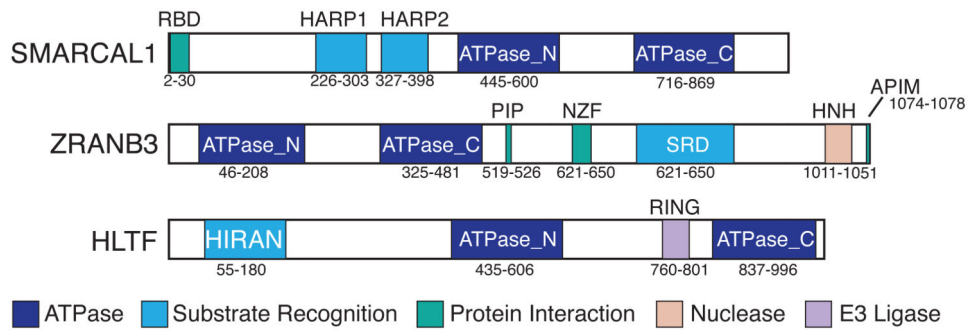 RBD HARP1 HARP2
SMARCAL1 ATPase_N ATPase_C
2-30 226-303 327-398 445-600 716-869
APIM
1074-1078
PIP NZF HNH
ZRANB3 ATPase_N ATPase_C SRD
46-208 325-481 519-526 621-650 621-650 1011-1051
RING
HLTF HIRAN ATPase_N ATPase_C
55-180 435-606 760-801 837-996
ATPase Substrate Recognition Protein Interaction Nuclease E3 Ligase